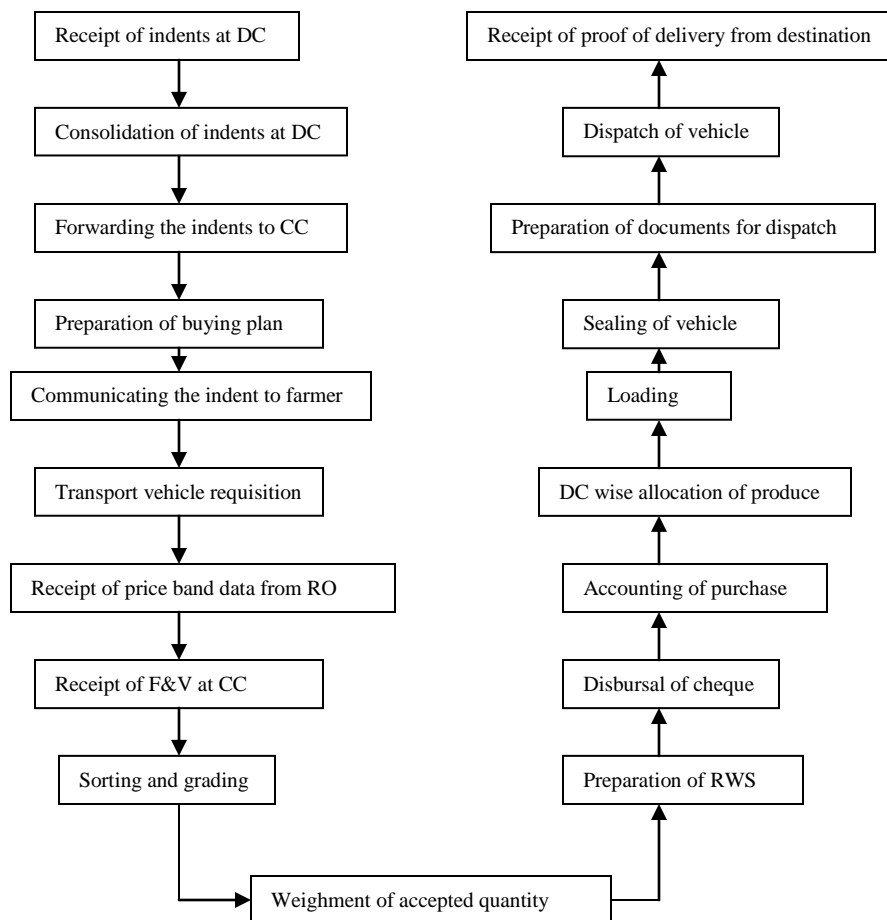 Receipt of indents at DC
Consolidation of indents at DC
Forwarding the indents to CC
Preparation of buying plan
Communicating the indent to farmer
Transport vehicle requisition
Receipt of price band data from RO
Receipt of F&V at CC
Sorting and grading
Weighment of accepted quantity
Preparation of RWS
Disbursal of cheque
Accounting of purchase
DC wise allocation of produce
Loading
Sealing of vehicle
Preparation of documents for dispatch
Dispatch of vehicle
Receipt of proof of delivery from destination